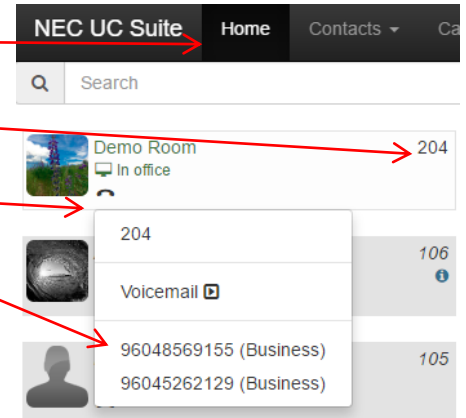 NEC UC Suite Home Contacts Ca
Search
Demo Room 204
In office
204
106
Voicemail
96048569155 (Business)
105
96045262129 (Business)